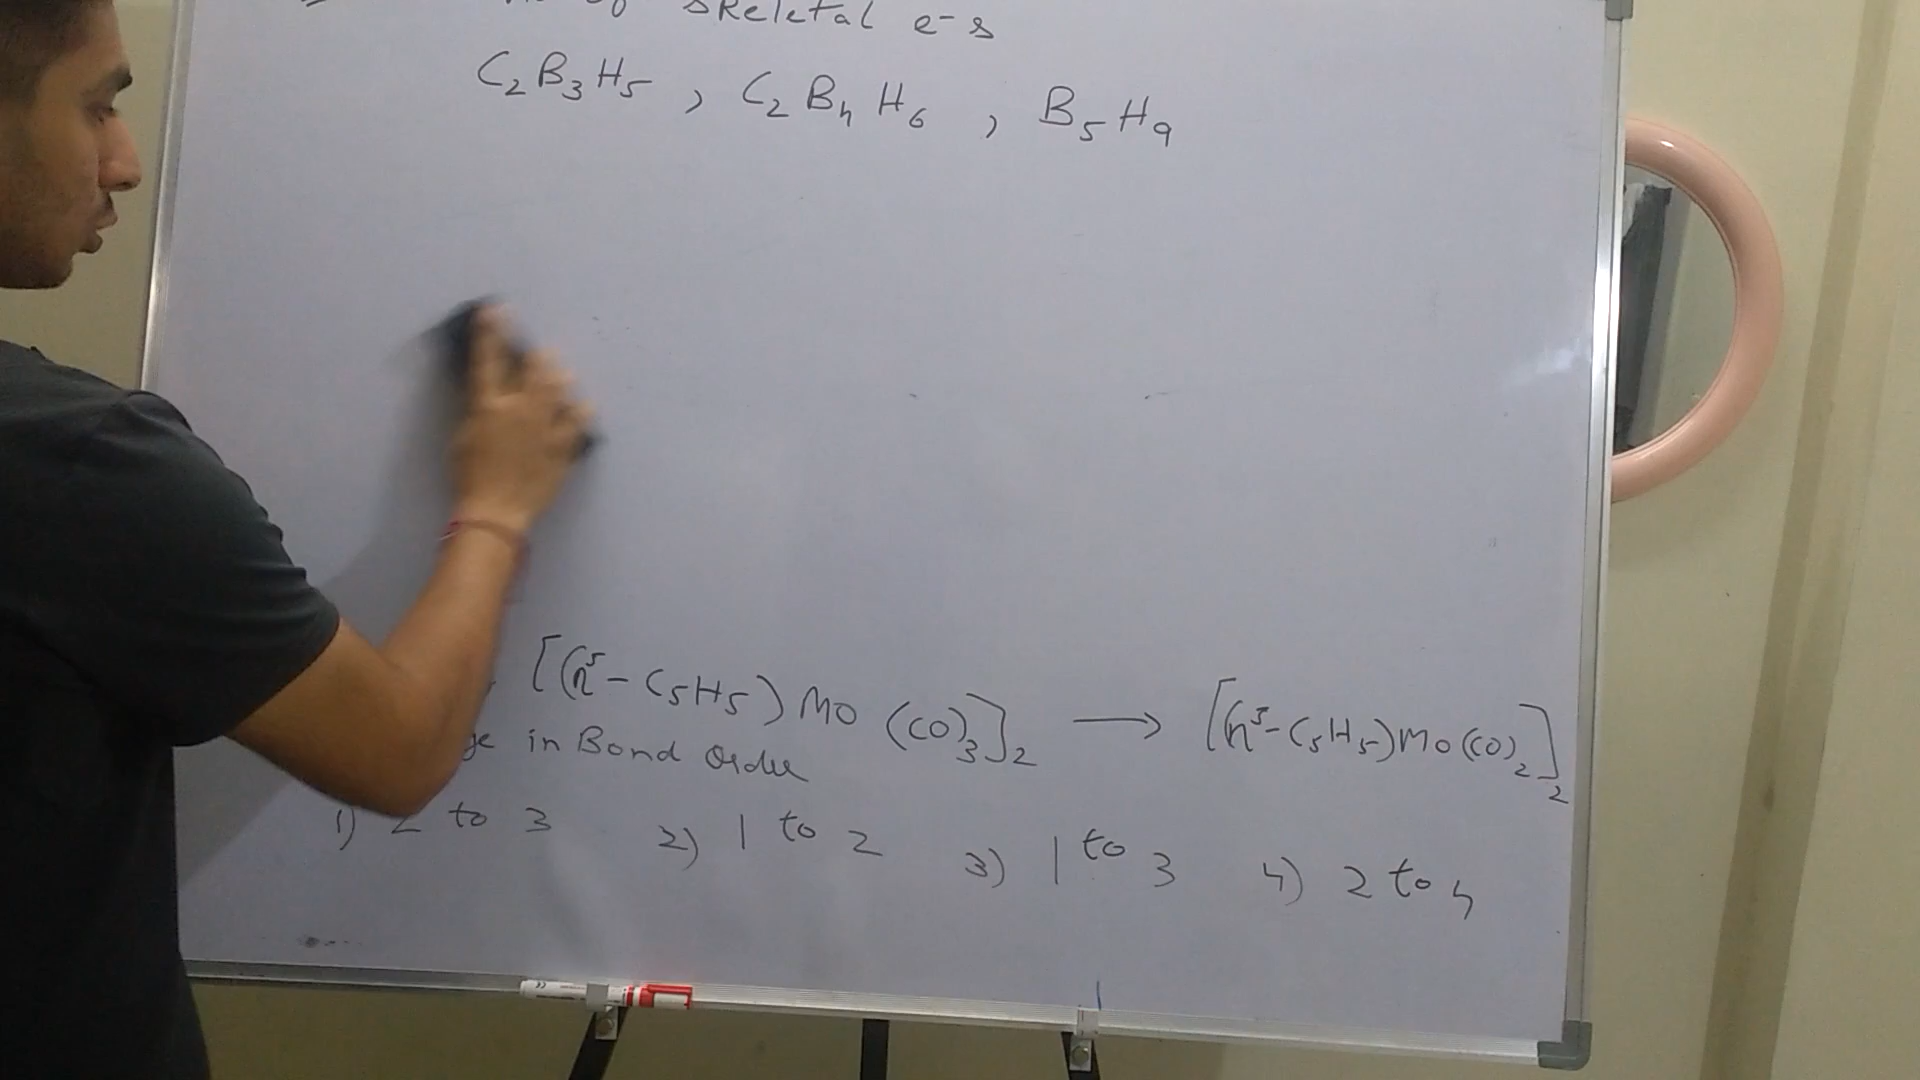 of skeletal e-s
C₂B₃H₅ , C₂B₄H₆ , B₅H₉
[(η⁵-C₅H₅)Mo(CO)₃]₂ → [(η⁵-C₅H₅)Mo(CO)₂]₂
in Bond Order
1) 2 to 3 2) 1 to 2 3) 1 to 3 4) 2 to 4